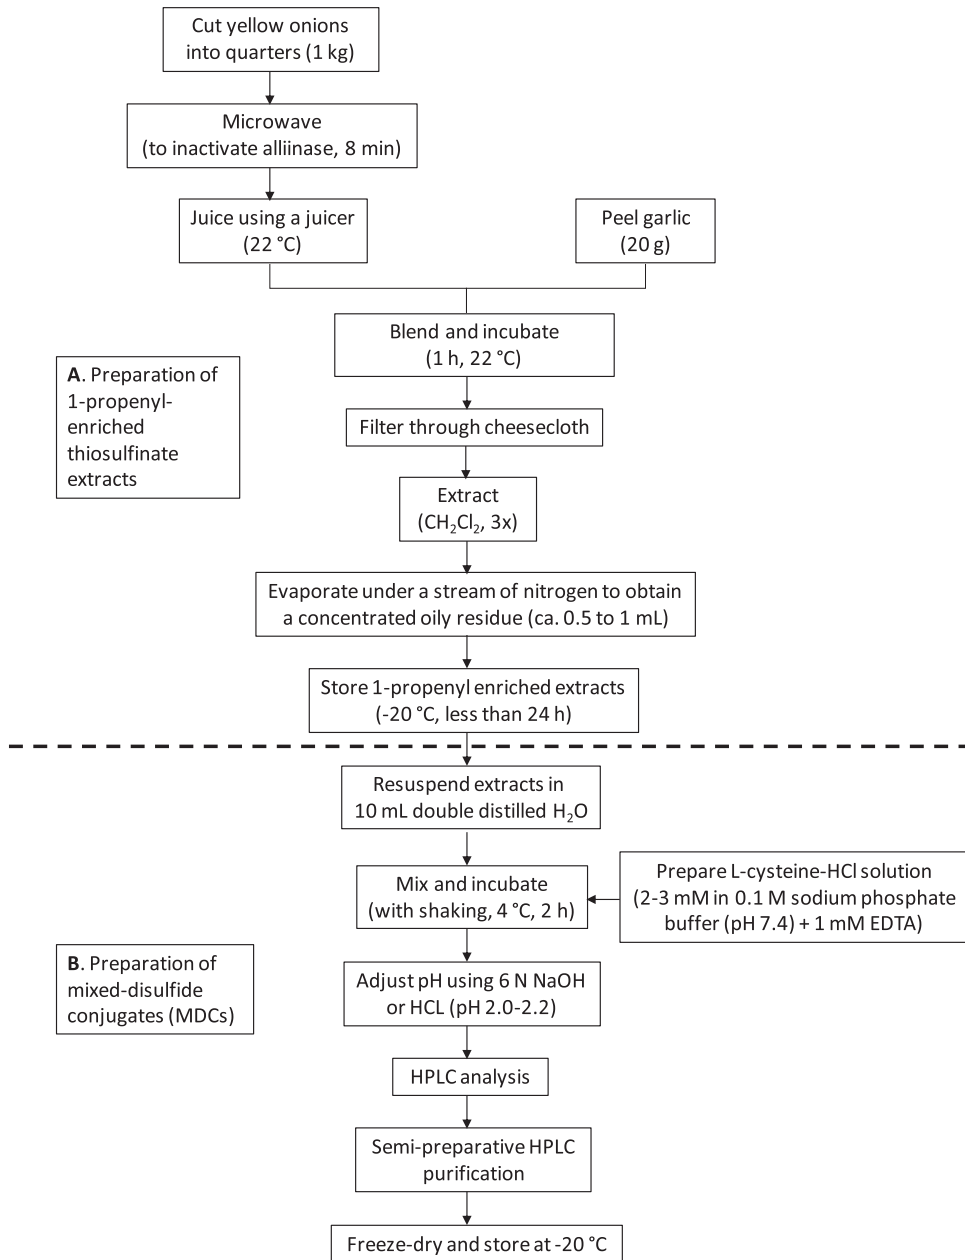 Cut yellow onions
into quarters (1 kg)
Microwave
(to inactivate alliinase, 8 min)
Juice using a juicer
(22 °C)
Peel garlic
(20 g)
Blend and incubate
(1 h, 22 °C)
A. Preparation of
1-propenyl-
enriched
thiosulfinate
extracts
Filter through cheesecloth
Extract
(CH₂Cl₂, 3x)
Evaporate under a stream of nitrogen to obtain
a concentrated oily residue (ca. 0.5 to 1 mL)
Store 1-propenyl enriched extracts
(-20 °C, less than 24 h)
Resuspend extracts in
10 mL double distilled H₂O
Mix and incubate
(with shaking, 4 °C, 2 h)
Prepare L-cysteine-HCl solution
(2-3 mM in 0.1 M sodium phosphate
buffer (pH 7.4) + 1 mM EDTA)
B. Preparation of
mixed-disulfide
conjugates (MDCs)
Adjust pH using 6 N NaOH
or HCL (pH 2.0-2.2)
HPLC analysis
Semi-preparative HPLC
purification
Freeze-dry and store at -20 °C